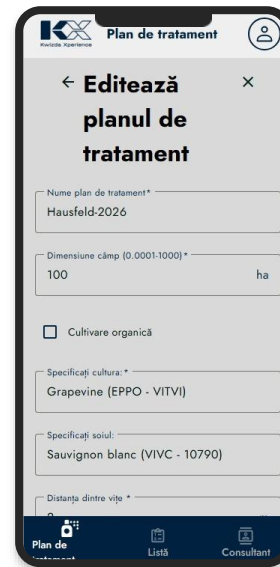 KX
Kwizda Xperience
Plan de tratament
Editează
planul de
tratament
Nume plan de tratament*
Hausfeld-2026
Dimensiune câmp (0.0001-1000)*
100 ha
Cultivare organică
Specificați cultura:*
Grapevine (EPPO - VITVI)
Specificați soiul:
Sauvignon blanc (VIVC - 10790)
Distanța dintre vițe *
Plan de
tratament
Listă
Consultant